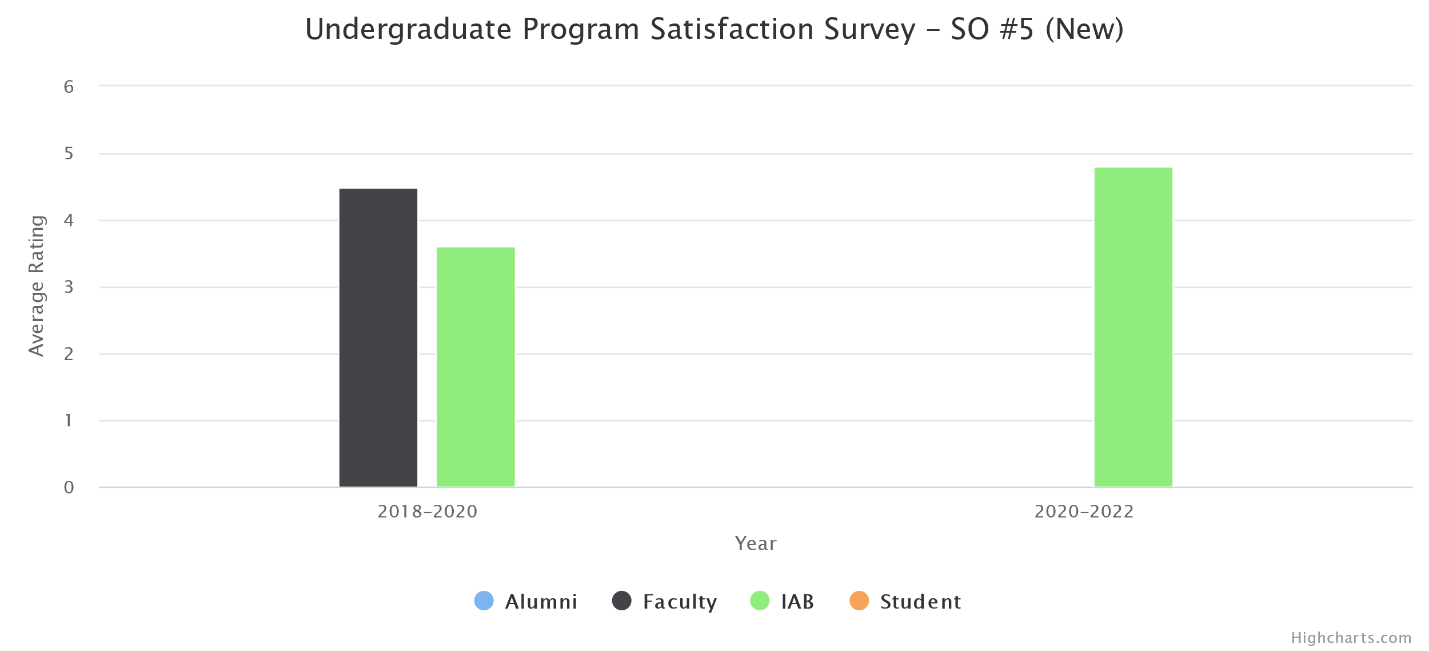 Undergraduate Program Satisfaction Survey – SO #5 (New)
6
5
4
3
2
1
0
Average Rating
2018–2020 2020–2022
Year
Alumni Faculty IAB Student
Highcharts.com